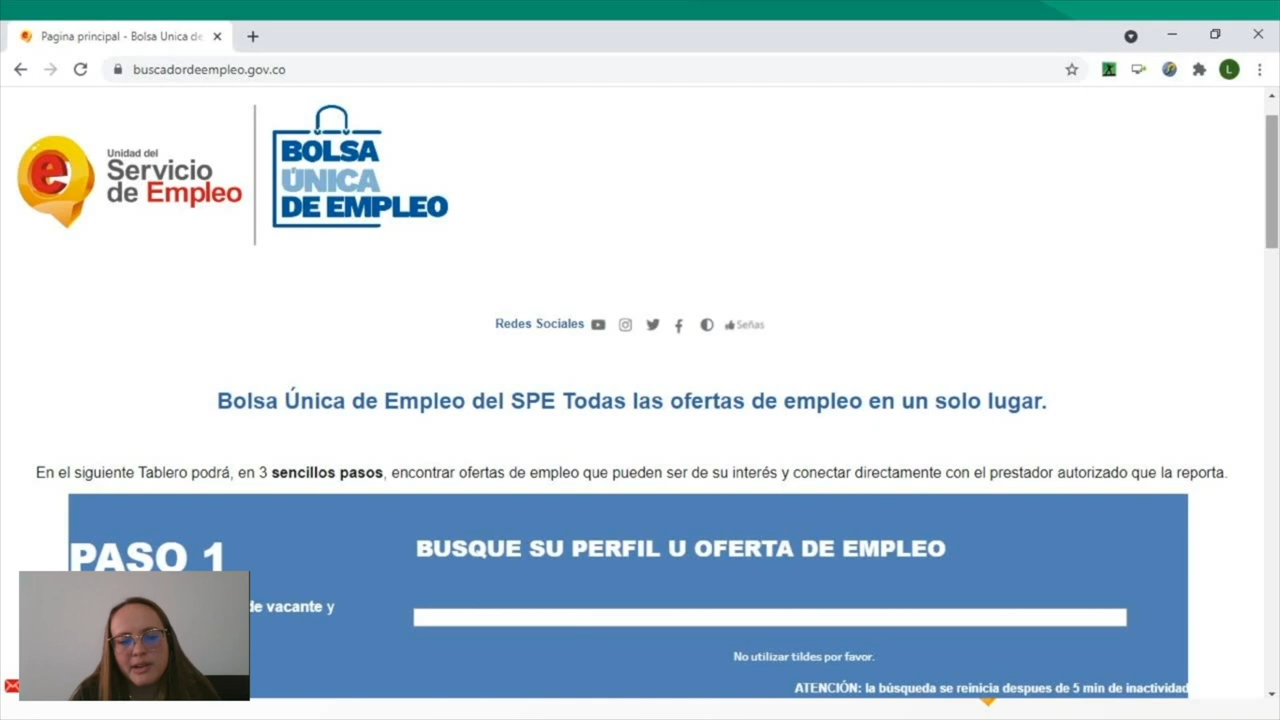 Pagina principal - Bolsa Unica de
buscadordeempleo.gov.co
L
e
Unidad del
Servicio
de Empleo
BOLSA
ÚNICA
DE EMPLEO
Redes Sociales
Señas
Bolsa Única de Empleo del SPE Todas las ofertas de empleo en un solo lugar.
En el siguiente Tablero podrá, en 3 sencillos pasos, encontrar ofertas de empleo que pueden ser de su interés y conectar directamente con el prestador autorizado que la reporta.
PASO 1
BUSQUE SU PERFIL U OFERTA DE EMPLEO
de vacante y
No utilizar tildes por favor.
ATENCIÓN: la búsqueda se reinicia despues de 5 min de inactividad